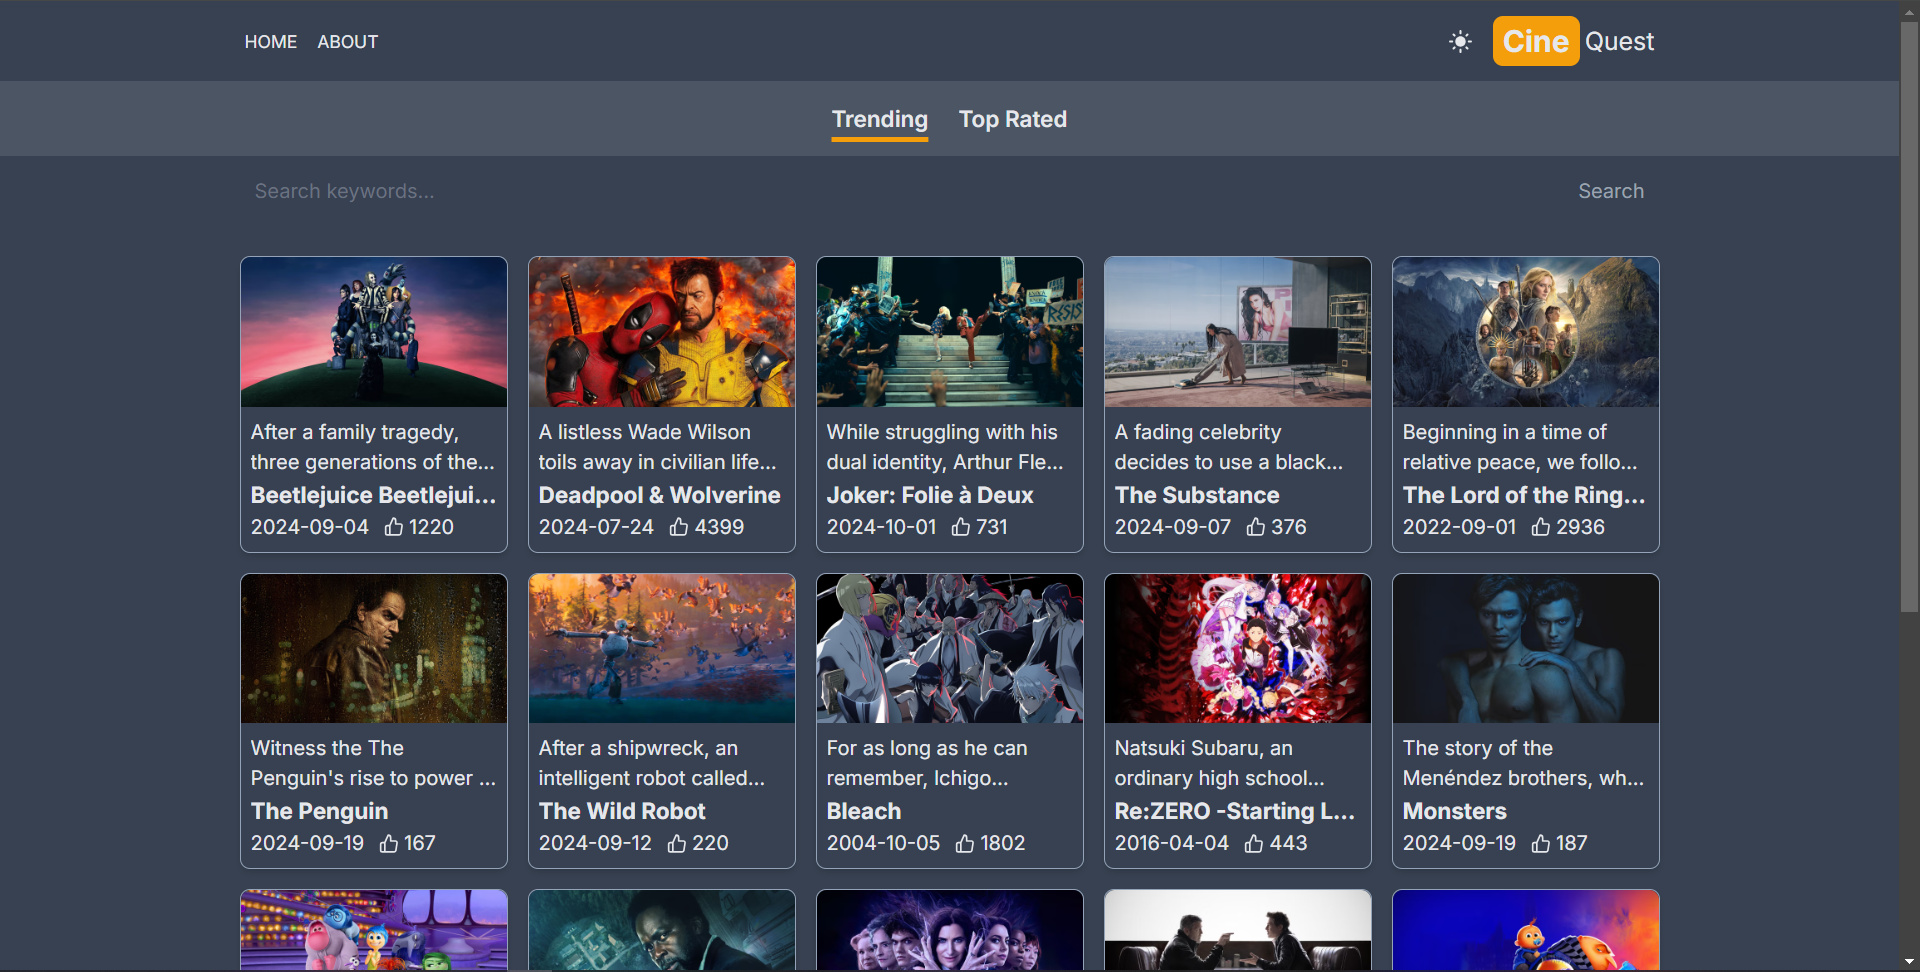 HOME ABOUT
Cine Quest
Trending Top Rated
Search keywords... Search
RESIS
After a family tragedy,
three generations of the...
Beetlejuice Beetlejui...
2024-09-04 1220
A listless Wade Wilson
toils away in civilian life...
Deadpool & Wolverine
2024-07-24 4399
While struggling with his
dual identity, Arthur Fle...
Joker: Folie à Deux
2024-10-01 731
A fading celebrity
decides to use a black...
The Substance
2024-09-07 376
Beginning in a time of
relative peace, we follo...
The Lord of the Ring...
2022-09-01 2936
Witness the The
Penguin's rise to power ...
The Penguin
2024-09-19 167
After a shipwreck, an
intelligent robot called...
The Wild Robot
2024-09-12 220
For as long as he can
remember, Ichigo...
Bleach
2004-10-05 1802
Natsuki Subaru, an
ordinary high school...
Re:ZERO -Starting L...
2016-04-04 443
The story of the
Menéndez brothers, wh...
Monsters
2024-09-19 187